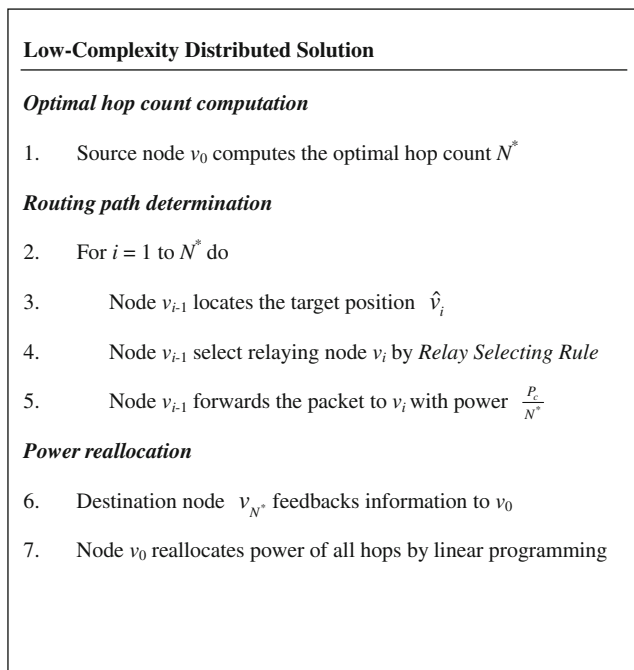 Low-Complexity Distributed Solution
Optimal hop count computation
1. Source node v₀ computes the optimal hop count N*
Routing path determination
2. For i = 1 to N* do
3. Node vᵢ₋₁ locates the target position v̂ᵢ
4. Node vᵢ₋₁ select relaying node vᵢ by Relay Selecting Rule
5. Node vᵢ₋₁ forwards the packet to vᵢ with power P_c/N*
Power reallocation
6. Destination node v_N* feedbacks information to v₀
7. Node v₀ reallocates power of all hops by linear programming